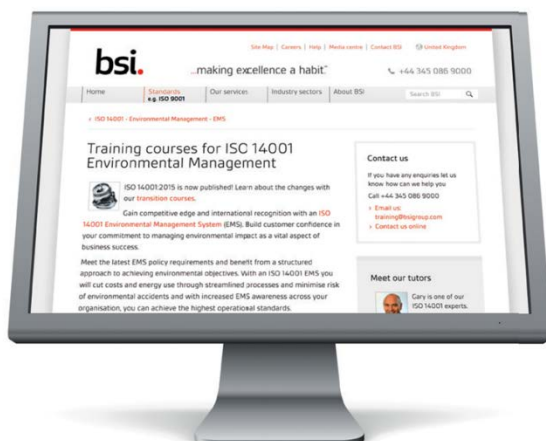 Site Map | Careers | Help | Media centre | Contact BSI United Kingdom
bsi.
...making excellence a habit.™
+44 345 086 9000
Home
Standards
e.g. ISO 9001
Our services
Industry sectors
About BSI
Search BSI
› ISO 14001 - Environmental Management - EMS
Training courses for ISO 14001
Environmental Management
ISO 14001:2015 is now published! Learn about the changes with
our transition courses.
Gain competitive edge and international recognition with an ISO
14001 Environmental Management System (EMS). Build customer confidence in
your commitment to managing environmental impact as a vital aspect of
business success.
Meet the latest EMS policy requirements and benefit from a structured
approach to achieving environmental objectives. With an ISO 14001 EMS you
will cut costs and energy use through streamlined processes and minimise risk
of environmental accidents and with increased EMS awareness across your
organisation, you can achieve the highest operational standards.
Contact us
If you have any enquiries let us
know how can we help you
Call +44 345 086 9000
› Email us:
training@bsigroup.com
› Contact us online
Meet our tutors
Gary is one of our
ISO 14001 experts.